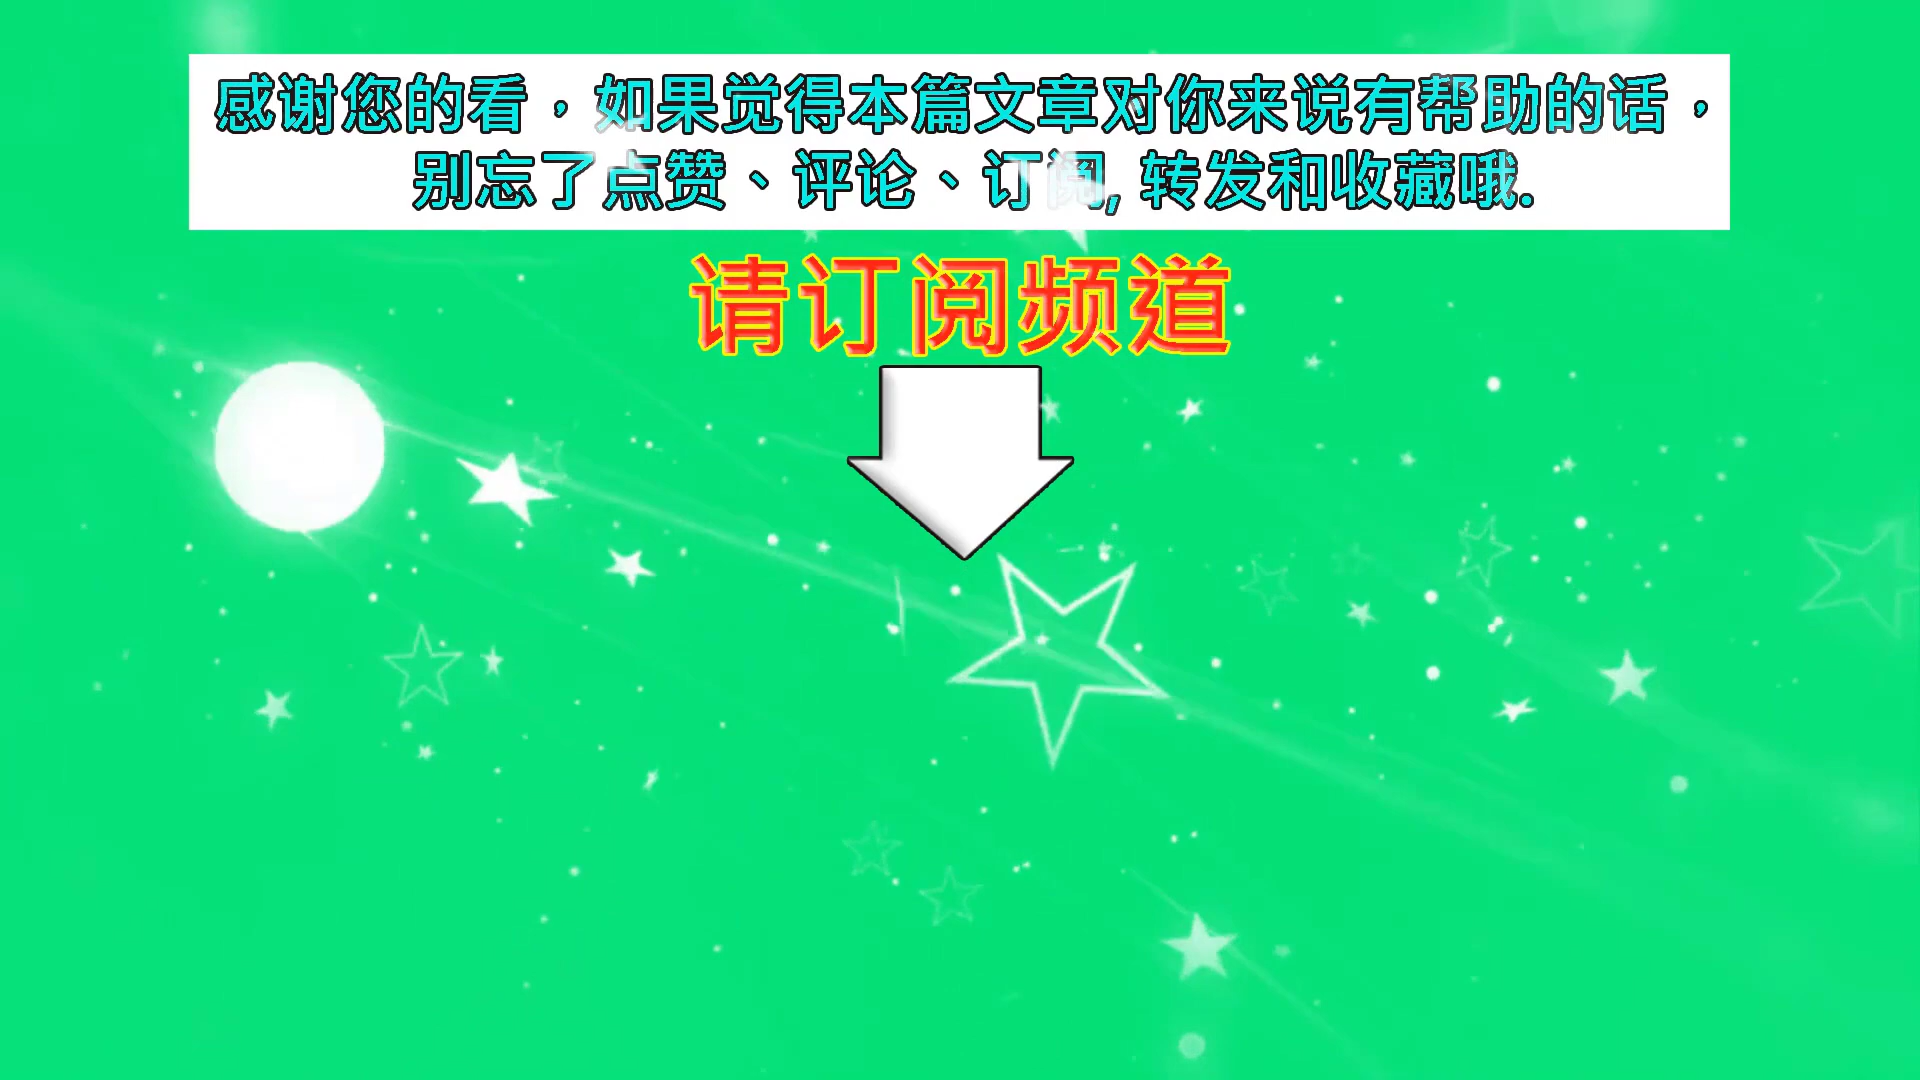 感谢您的看，如果觉得本篇文章对你来说有帮助的话，
别忘了点赞、评论、订阅, 转发和收藏哦.
请订阅频道